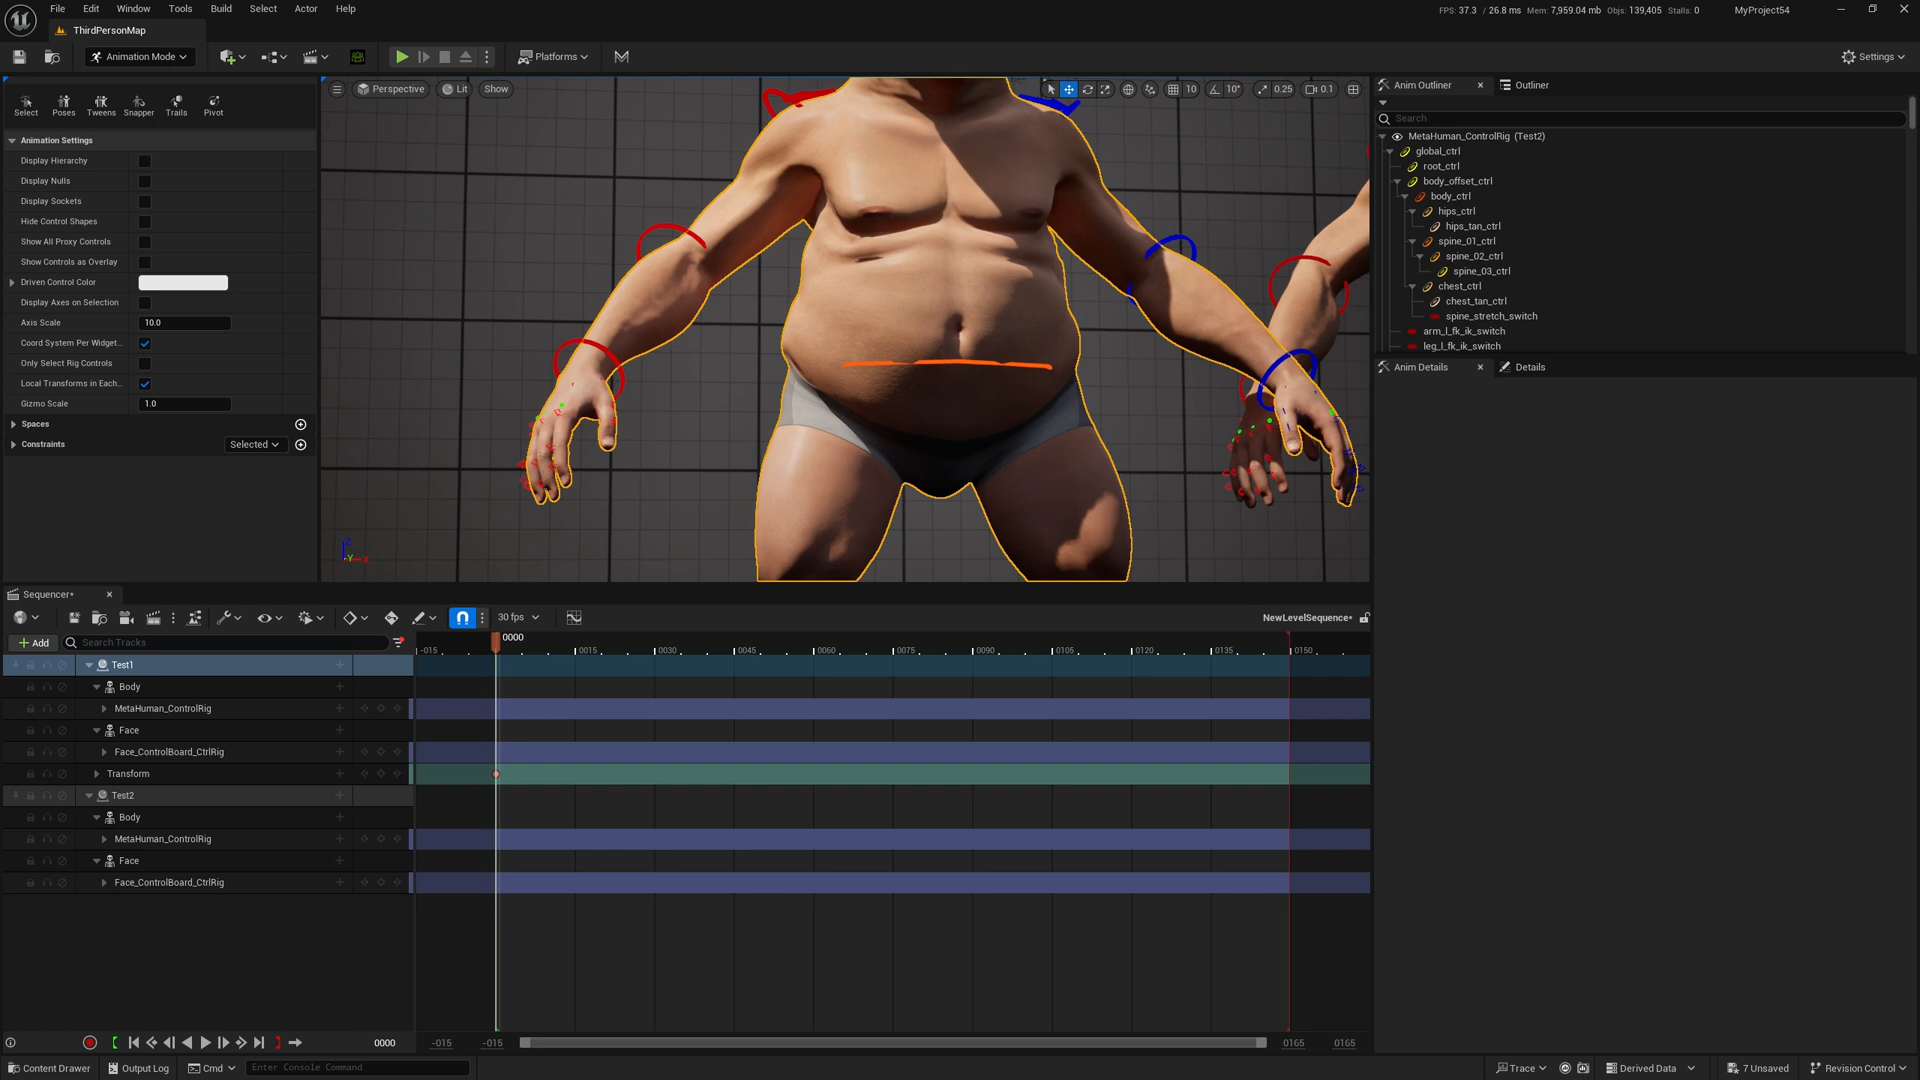 File Edit Window Tools Build Select Actor Help
FPS: 37.3 / 26.8 ms Mem: 7,959.04 mb Objs: 139,405 Stalls: 0 MyProject54
ThirdPersonMap
Animation Mode Platforms Settings
Select Poses Tweens Snapper Trails Pivot
Animation Settings
Display Hierarchy
Display Nulls
Display Sockets
Hide Control Shapes
Show All Proxy Controls
Show Controls as Overlay
Driven Control Color
Display Axes on Selection
Axis Scale 10.0
Coord System Per Widget...
Only Select Rig Controls
Local Transforms in Each...
Gizmo Scale 1.0
Spaces
Constraints Selected
Perspective Lit Show 10 10° 0.25 0.1
Z
Y X
Anim Outliner Outliner
Search
MetaHuman_ControlRig (Test2)
global_ctrl
root_ctrl
body_offset_ctrl
body_ctrl
hips_ctrl
hips_tan_ctrl
spine_01_ctrl
spine_02_ctrl
spine_03_ctrl
chest_ctrl
chest_tan_ctrl
spine_stretch_switch
arm_l_fk_ik_switch
leg_l_fk_ik_switch
Anim Details Details
Sequencer*
30 fps NewLevelSequence*
+ Add Search Tracks
0000
-015 0015 0030 0045 0060 0075 0090 0105 0120 0135 0150
Test1
Body
MetaHuman_ControlRig
Face
Face_ControlBoard_CtrlRig
Transform
Test2
Body
MetaHuman_ControlRig
Face
Face_ControlBoard_CtrlRig
0000 -015 -015 0165 0165
Content Drawer Output Log Cmd Enter Console Command Trace Derived Data 7 Unsaved Revision Control